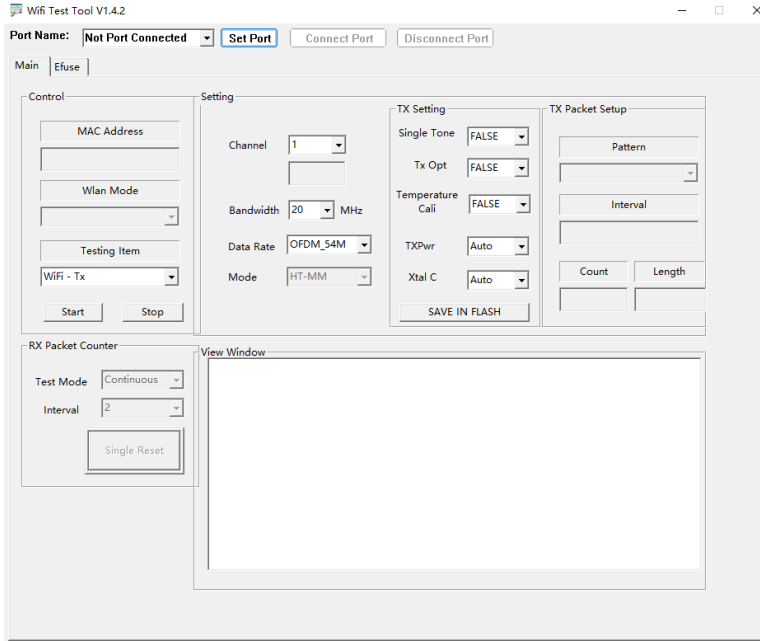 Wifi Test Tool V1.4.2
Port Name: Not Port Connected Set Port Connect Port Disconnect Port
Main Efuse
Control
MAC Address
Wlan Mode
Testing Item
WiFi - Tx
Start Stop
Setting
Channel 1
Bandwidth 20 MHz
Data Rate OFDM_54M
Mode HT-MM
TX Setting
Single Tone FALSE
Tx Opt FALSE
Temperature
Cali FALSE
TXPwr Auto
Xtal C Auto
SAVE IN FLASH
TX Packet Setup
Pattern
Interval
Count Length
RX Packet Counter
Test Mode Continuous
Interval 2
Single Reset
View Window